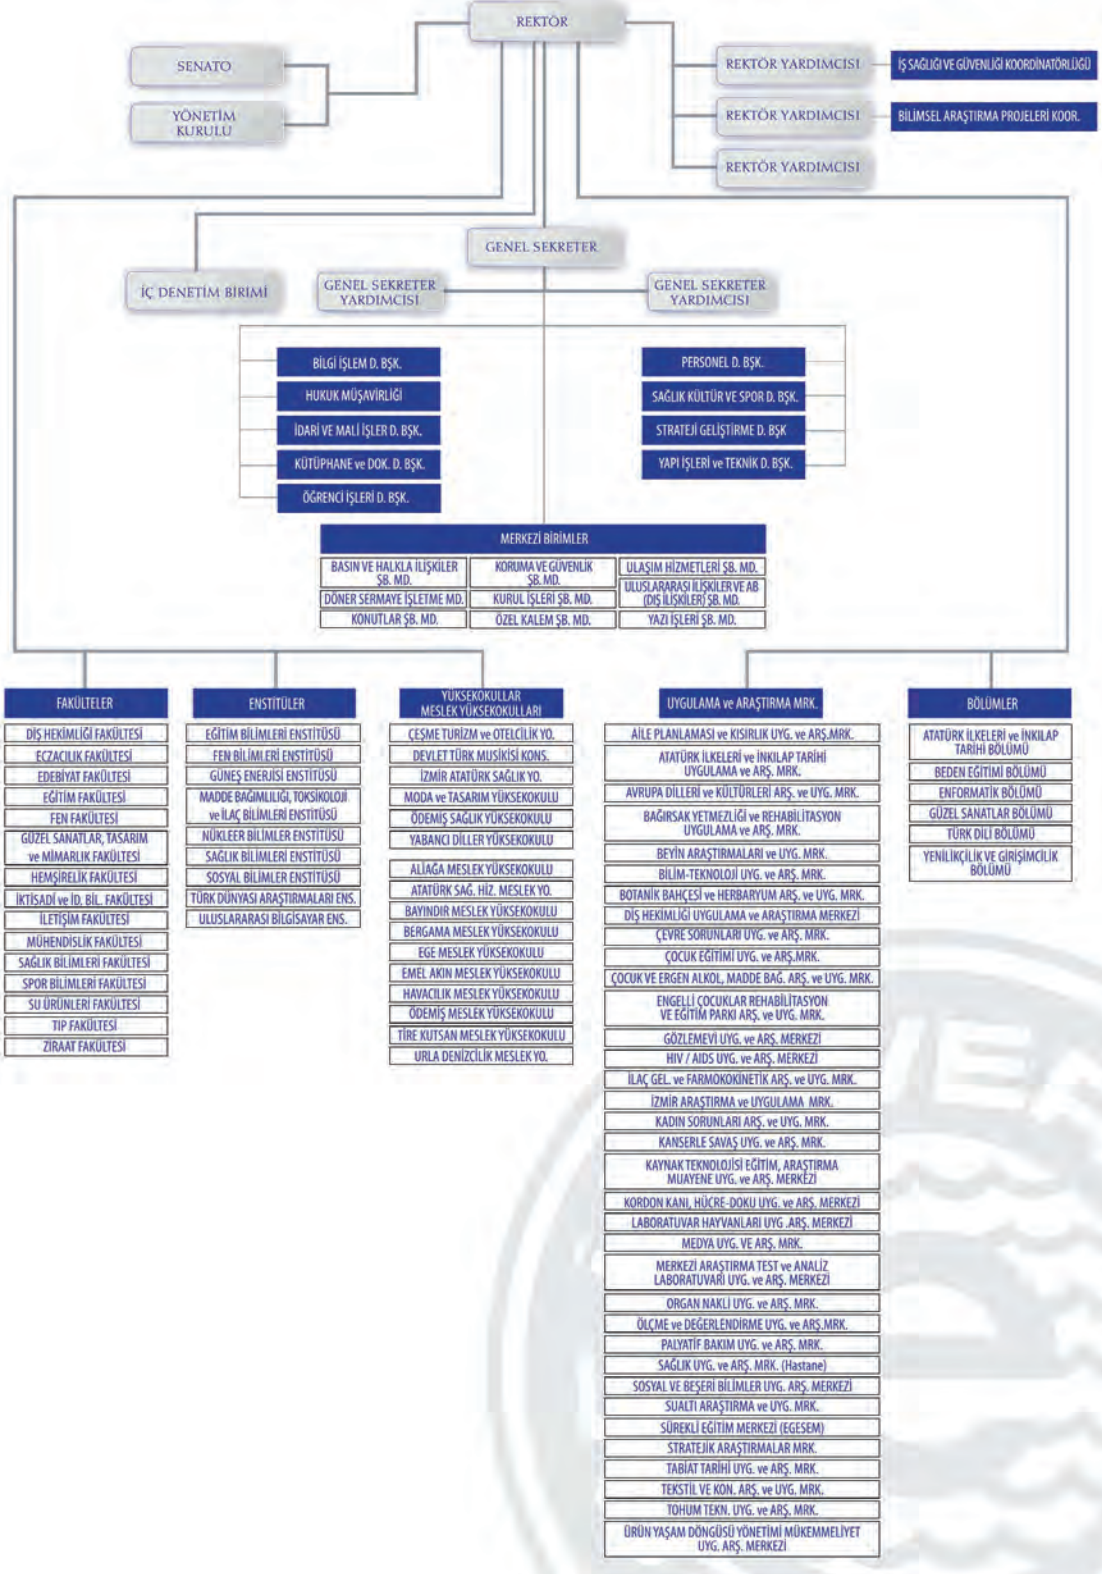 REKTÖR
SENATO
YÖNETİM
KURULU
REKTÖR YARDIMCISI
İŞ SAĞLIĞI VE GÜVENLİĞİ KOORDİNATÖRLÜĞÜ
REKTÖR YARDIMCISI
BİLİMSEL ARAŞTIRMA PROJELERİ KOOR.
REKTÖR YARDIMCISI
GENEL SEKRETER
İÇ DENETİM BİRİMİ
GENEL SEKRETER
YARDIMCISI
GENEL SEKRETER
YARDIMCISI
BİLGİ İŞLEM D. BŞK.
HUKUK MÜŞAVİRLİĞİ
İDARİ VE MALİ İŞLER D. BŞK.
KÜTÜPHANE ve DOK. D. BŞK.
ÖĞRENCİ İŞLERİ D. BŞK.
PERSONEL D. BŞK.
SAĞLIK KÜLTÜR VE SPOR D. BŞK.
STRATEJİ GELİŞTİRME D. BŞK
YAPI İŞLERİ ve TEKNİK D. BŞK.
MERKEZİ BİRİMLER
BASIN VE HALKLA İLİŞKİLER
ŞB. MD.
DÖNER SERMAYE İŞLETME MD.
KONUTLAR ŞB. MD.
KORUMA VE GÜVENLİK
ŞB. MD.
KURUL İŞLERİ ŞB. MD.
ÖZEL KALEM ŞB. MD.
ULAŞIM HİZMETLERİ ŞB. MD.
ULUSLARARASI İLİŞKİLER VE AB
(DIŞ İLİŞKİLER) ŞB. MD.
YAZI İŞLERİ ŞB. MD.
FAKÜLTELER
DİŞ HEKİMLİĞİ FAKÜLTESİ
ECZACILIK FAKÜLTESİ
EDEBİYAT FAKÜLTESİ
EĞİTİM FAKÜLTESİ
FEN FAKÜLTESİ
GÜZEL SANATLAR, TASARIM
ve MİMARLIK FAKÜLTESİ
HEMŞİRELİK FAKÜLTESİ
İKTİSADİ ve İD. BİL. FAKÜLTESİ
İLETİŞİM FAKÜLTESİ
MÜHENDİSLİK FAKÜLTESİ
SAĞLIK BİLİMLERİ FAKÜLTESİ
SPOR BİLİMLERİ FAKÜLTESİ
SU ÜRÜNLERİ FAKÜLTESİ
TIP FAKÜLTESİ
ZİRAAT FAKÜLTESİ
ENSTİTÜLER
EĞİTİM BİLİMLERİ ENSTİTÜSÜ
FEN BİLİMLERİ ENSTİTÜSÜ
GÜNEŞ ENERJİSİ ENSTİTÜSÜ
MADDE BAĞIMLILIĞI, TOKSİKOLOJİ
ve İLAÇ BİLİMLERİ ENSTİTÜSÜ
NÜKLEER BİLİMLER ENSTİTÜSÜ
SAĞLIK BİLİMLERİ ENSTİTÜSÜ
SOSYAL BİLİMLER ENSTİTÜSÜ
TÜRK DÜNYASI ARAŞTIRMALARI ENS.
ULUSLARARASI BİLGİSAYAR ENS.
YÜKSEKOKULLAR
MESLEK YÜKSEKOKULLARI
ÇEŞME TURİZM ve OTELCİLİK YO.
DEVLET TÜRK MUSİKİSİ KONS.
İZMİR ATATÜRK SAĞLIK YO.
MODA ve TASARIM YÜKSEKOKULU
ÖDEMİŞ SAĞLIK YÜKSEKOKULU
YABANCI DİLLER YÜKSEKOKULU
ALİAĞA MESLEK YÜKSEKOKULU
ATATÜRK SAĞ. HİZ. MESLEK YO.
BAYINDIR MESLEK YÜKSEKOKULU
BERGAMA MESLEK YÜKSEKOKULU
EGE MESLEK YÜKSEKOKULU
EMEL AKIN MESLEK YÜKSEKOKULU
HAVACILIK MESLEK YÜKSEKOKULU
ÖDEMİŞ MESLEK YÜKSEKOKULU
TİRE KUTSAN MESLEK YÜKSEKOKULU
URLA DENİZCİLİK MESLEK YO.
UYGULAMA ve ARAŞTIRMA MRK.
AİLE PLANLAMASI ve KISIRLIK UYG. ve ARŞ.MRK.
ATATÜRK İLKELERİ ve İNKILAP TARİHİ
UYGULAMA ve ARŞ. MRK.
AVRUPA DİLLERİ ve KÜLTÜRLERİ ARŞ. ve UYG. MRK.
BAĞIRSAK YETMEZLİĞİ ve REHABİLİTASYON
UYGULAMA ve ARŞ. MRK.
BEYİN ARAŞTIRMALARI ve UYG. MRK.
BİLİM-TEKNOLOJİ UYG. ve ARŞ. MRK.
BOTANİK BAHÇESİ ve HERBARYUM ARŞ. ve UYG. MRK.
DİŞ HEKİMLİĞİ UYGULAMA ve ARAŞTIRMA MERKEZİ
ÇEVRE SORUNLARI UYG. ve ARŞ. MRK.
ÇOCUK EĞİTİMİ UYG. ve ARŞ.MRK.
ÇOCUK VE ERGEN ALKOL, MADDE BAĞ. ARŞ. ve UYG. MRK.
ENGELLİ ÇOCUKLAR REHABİLİTASYON
VE EĞİTİM PARKI ARŞ. ve UYG. MRK.
GÖZLEMEVİ UYG. ve ARŞ. MERKEZİ
HIV / AIDS UYG. ve ARŞ. MERKEZİ
İLAÇ GEL. ve FARMOKOKİNETİK ARŞ. ve UYG. MRK.
İZMİR ARAŞTIRMA ve UYGULAMA MRK.
KADIN SORUNLARI ARŞ. ve UYG. MRK.
KANSERLE SAVAŞ UYG. ve ARŞ. MRK.
KAYNAK TEKNOLOJİSİ EĞİTİM, ARAŞTIRMA
MUAYENE UYG. ve ARŞ. MERKEZİ
KORDON KANI, HÜCRE-DOKU UYG. ve ARŞ. MERKEZİ
LABORATUVAR HAYVANLARI UYG .ARŞ. MERKEZİ
MEDYA UYG. VE ARŞ. MRK.
MERKEZİ ARAŞTIRMA TEST ve ANALİZ
LABORATUVARI UYG. ve ARŞ. MERKEZİ
ORGAN NAKLİ UYG. ve ARŞ. MRK.
ÖLÇME ve DEĞERLENDİRME UYG. ve ARŞ.MRK.
PALYATİF BAKIM UYG. ve ARŞ. MRK.
SAĞLIK UYG. ve ARŞ. MRK. (Hastane)
SOSYAL VE BEŞERİ BİLİMLER UYG. ARŞ. MERKEZİ
SUALTI ARAŞTIRMA ve UYG. MRK.
SÜREKLİ EĞİTİM MERKEZİ (EGESEM)
STRATEJİK ARAŞTIRMALAR MRK.
TABİAT TARİHİ UYG. ve ARŞ. MRK.
TEKSTİL VE KON. ARŞ. ve UYG. MRK.
TOHUM TEKN. UYG. ve ARŞ. MRK.
ÜRÜN YAŞAM DÖNGÜSÜ YÖNETİMİ MÜKEMMELİYET
UYG. ARŞ. MERKEZİ
BÖLÜMLER
ATATÜRK İLKELERİ ve İNKILAP
TARİHİ BÖLÜMÜ
BEDEN EĞİTİMİ BÖLÜMÜ
ENFORMATİK BÖLÜMÜ
GÜZEL SANATLAR BÖLÜMÜ
TÜRK DİLİ BÖLÜMÜ
YENİLİKÇİLİK VE GİRİŞİMCİLİK
BÖLÜMÜ